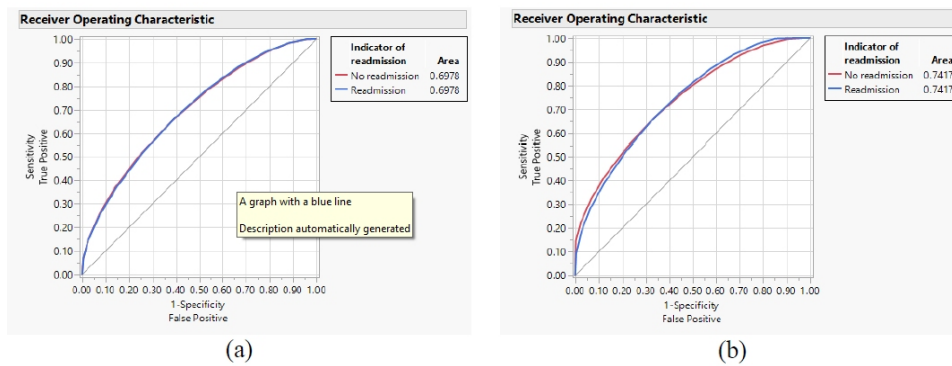 Receiver Operating Characteristic
1.00
0.90
0.80
0.70
0.60
0.50
0.40
0.30
0.20
0.10
0.00
Sensitivity
True Positive
0.00 0.10 0.20 0.30 0.40 0.50 0.60 0.70 0.80 0.90 1.00
1-Specificity
False Positive
Indicator of
readmission Area
No readmission 0.6978
Readmission 0.6978
A graph with a blue line
Description automatically generated
(a)
Receiver Operating Characteristic
1.00
0.90
0.80
0.70
0.60
0.50
0.40
0.30
0.20
0.10
0.00
Sensitivity
True Positive
0.00 0.10 0.20 0.30 0.40 0.50 0.60 0.70 0.80 0.90 1.00
1-Specificity
False Positive
Indicator of
readmission Area
No readmission 0.7417
Readmission 0.7417
(b)